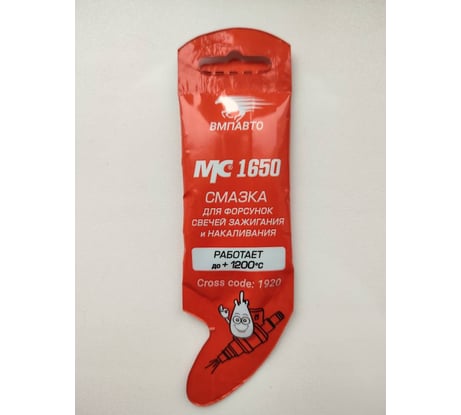 ВМПАВТО
МС 1650
СМАЗКА
ДЛЯ ФОРСУНОК
СВЕЧЕЙ ЗАЖИГАНИЯ
и НАКАЛИВАНИЯ
РАБОТАЕТ
до + 1200°С
Cross code: 1920